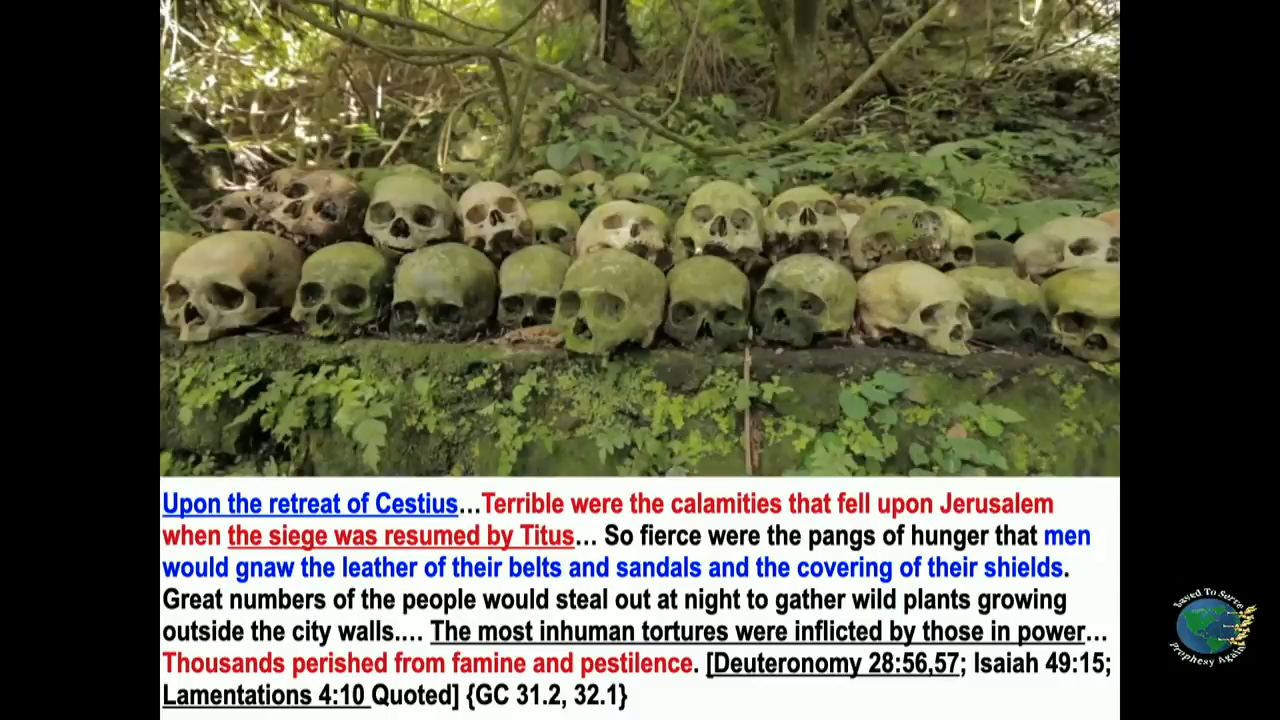 Upon the retreat of Cestius…Terrible were the calamities that fell upon Jerusalem
when the siege was resumed by Titus… So fierce were the pangs of hunger that men
would gnaw the leather of their belts and sandals and the covering of their shields.
Great numbers of the people would steal out at night to gather wild plants growing
outside the city walls.… The most inhuman tortures were inflicted by those in power…
Thousands perished from famine and pestilence. [Deuteronomy 28:56,57; Isaiah 49:15;
Lamentations 4:10 Quoted] {GC 31.2, 32.1}
Saved To Serve
Prophesy Again